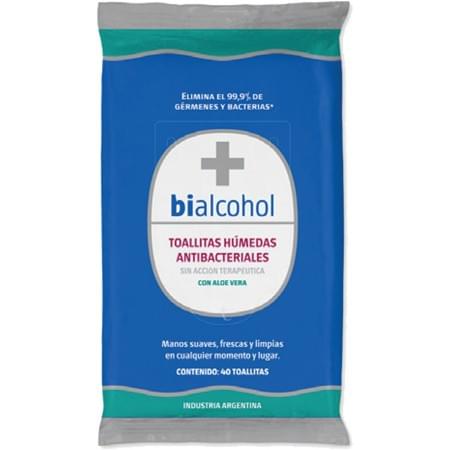 ELIMINA EL 99,9% DE
GÉRMENES Y BACTERIAS*
bialcohol
TOALLITAS HÚMEDAS
ANTIBACTERIALES
SIN ACCIÓN TERAPEUTICA
CON ALOE VERA
Manos suaves, frescas y limpias
en cualquier momento y lugar.
CONTENIDO: 40 TOALLITAS
INDUSTRIA ARGENTINA